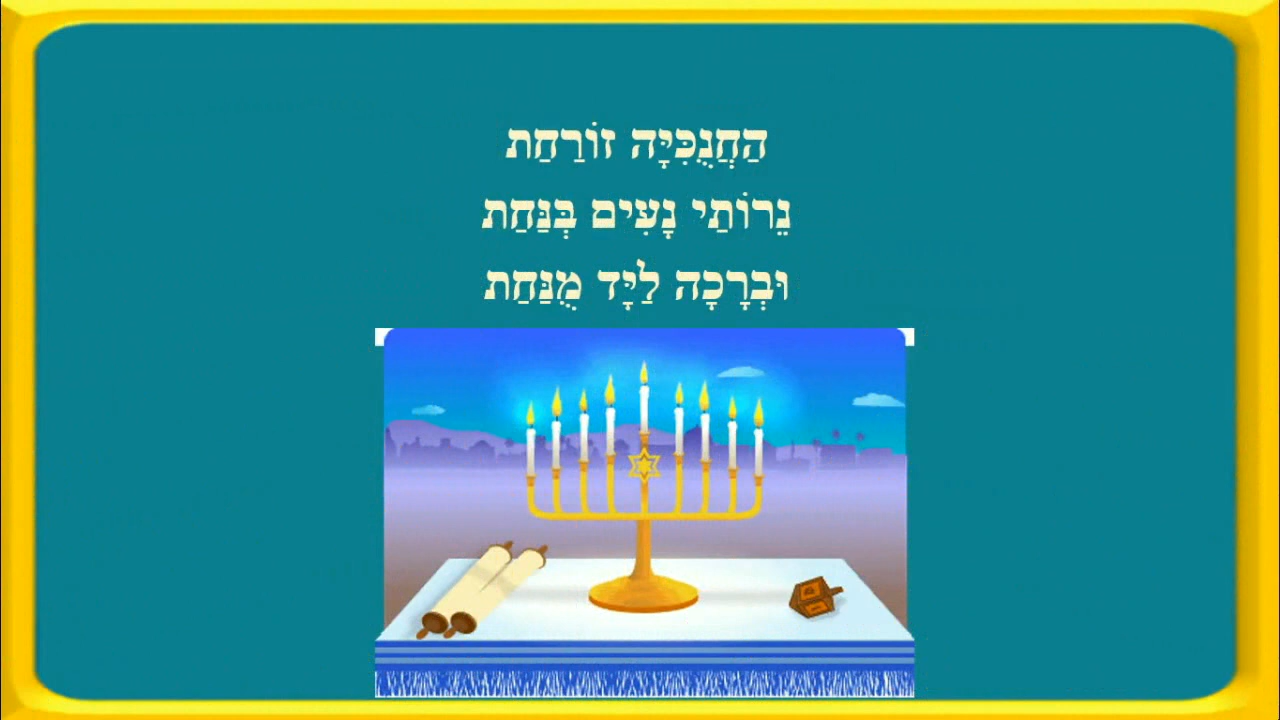 הַחֲנֻכִּיָּה זוֹרַחַת
נֵרוֹתַי נָעִים בְּנַּחַת
וּבְרָכָה לַיָּד מֻנַּחַת